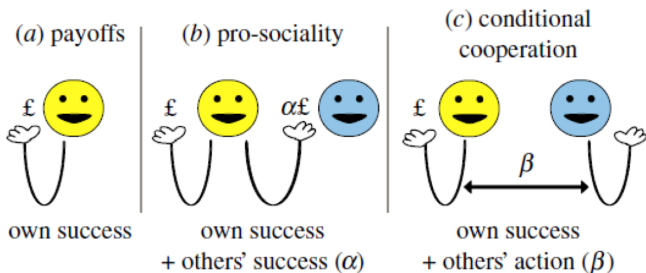 (a) payoffs
£
own success
(b) pro-sociality
£ α£
own success
+ others' success (α)
(c) conditional
cooperation
£
β
own success
+ others' action (β)